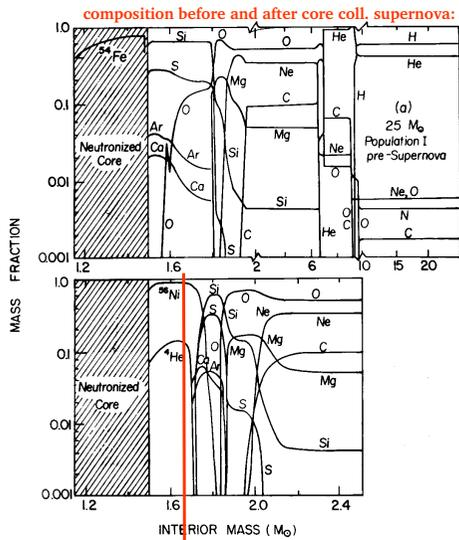 composition before and after core coll. supernova:
MASS FRACTION
1.0
0.1
0.01
0.001
54Fe
Si
O
O
He
H
S
Mg
Ne
He
O
C
H
(a)
25 M⊙
Population I
pre-Supernova
Neutronized
Core
Ar
Ca
Si
Mg
C
Ne
O
Ar
Ca
Si
Ne, O
O
N
O
S
C
He
C
O
C
1.2
1.6
2
6
10
15
20
1.0
0.1
0.01
0.001
56Ni
Si
O
O
S
Si
Ne
Ne
4He
Ca
O
Mg
Mg
C
Ar
Mg
Neutronized
Core
S
Si
S
1.2
1.6
2.0
2.4
INTERIOR MASS (M⊙)